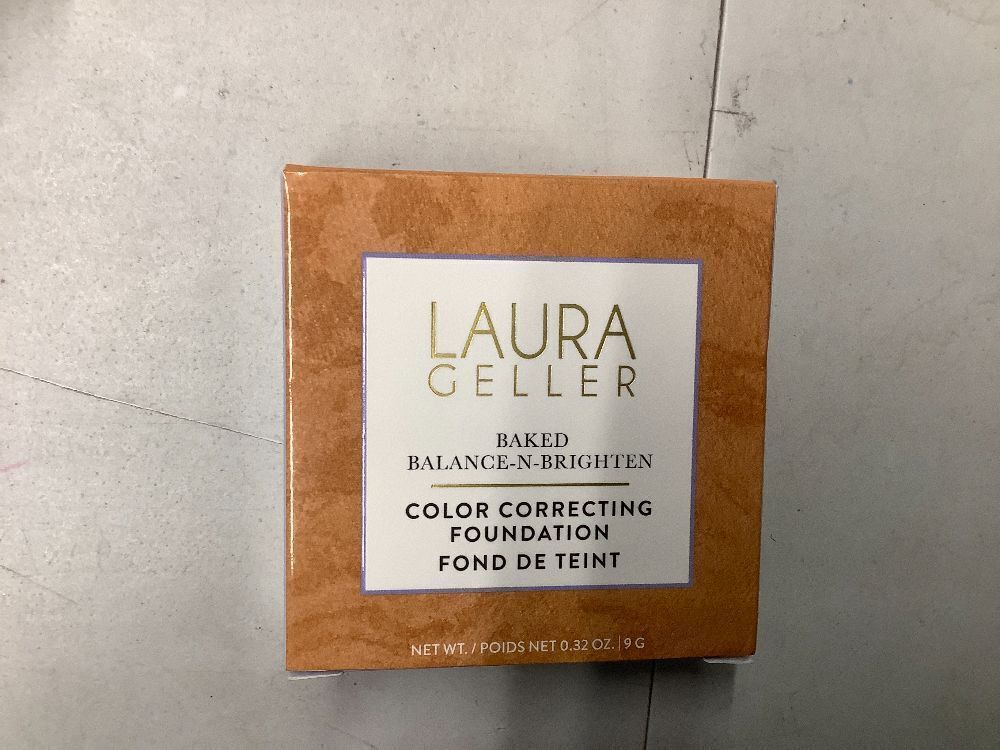 LAURA
GELLER
BAKED
BALANCE-N-BRIGHTEN
COLOR CORRECTING
FOUNDATION
FOND DE TEINT
NET WT. / POIDS NET 0.32 OZ. | 9 G